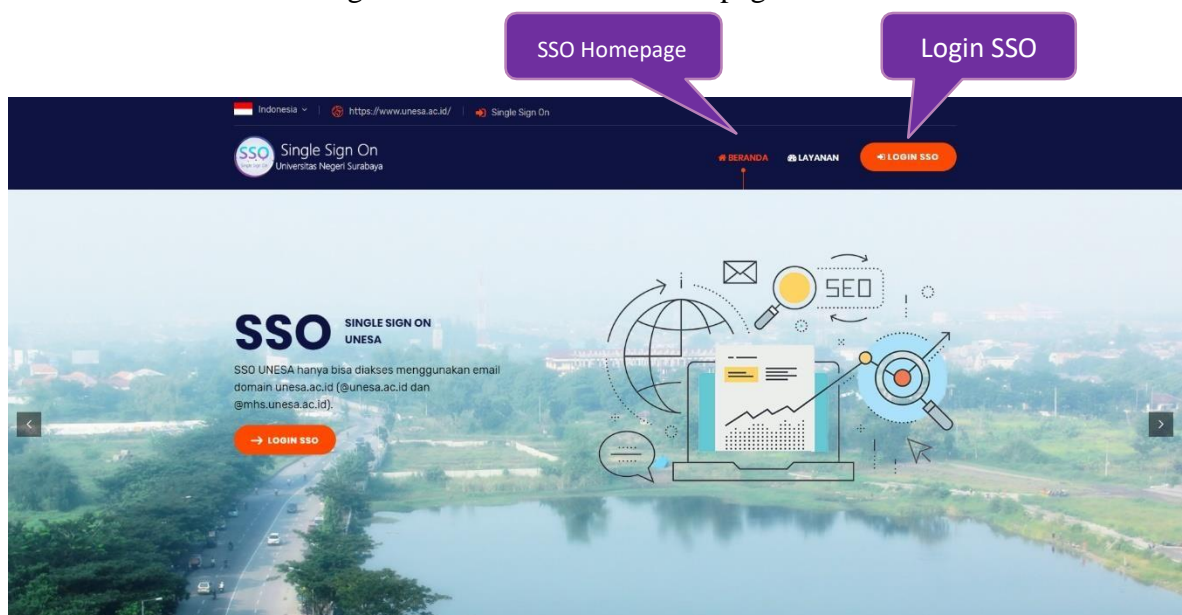 SSO Homepage
Login SSO
Indonesia
https://www.unesa.ac.id/
Single Sign On
SSO
Single Sign On
Universitas Negeri Surabaya
BERANDA
LAYANAN
LOGIN SSO
SEO
SSO
SINGLE SIGN ON
UNESA
SSO UNESA hanya bisa diakses menggunakan email
domain unesa.ac.id (@unesa.ac.id dan
@mhs.unesa.ac.id).
LOGIN SSO